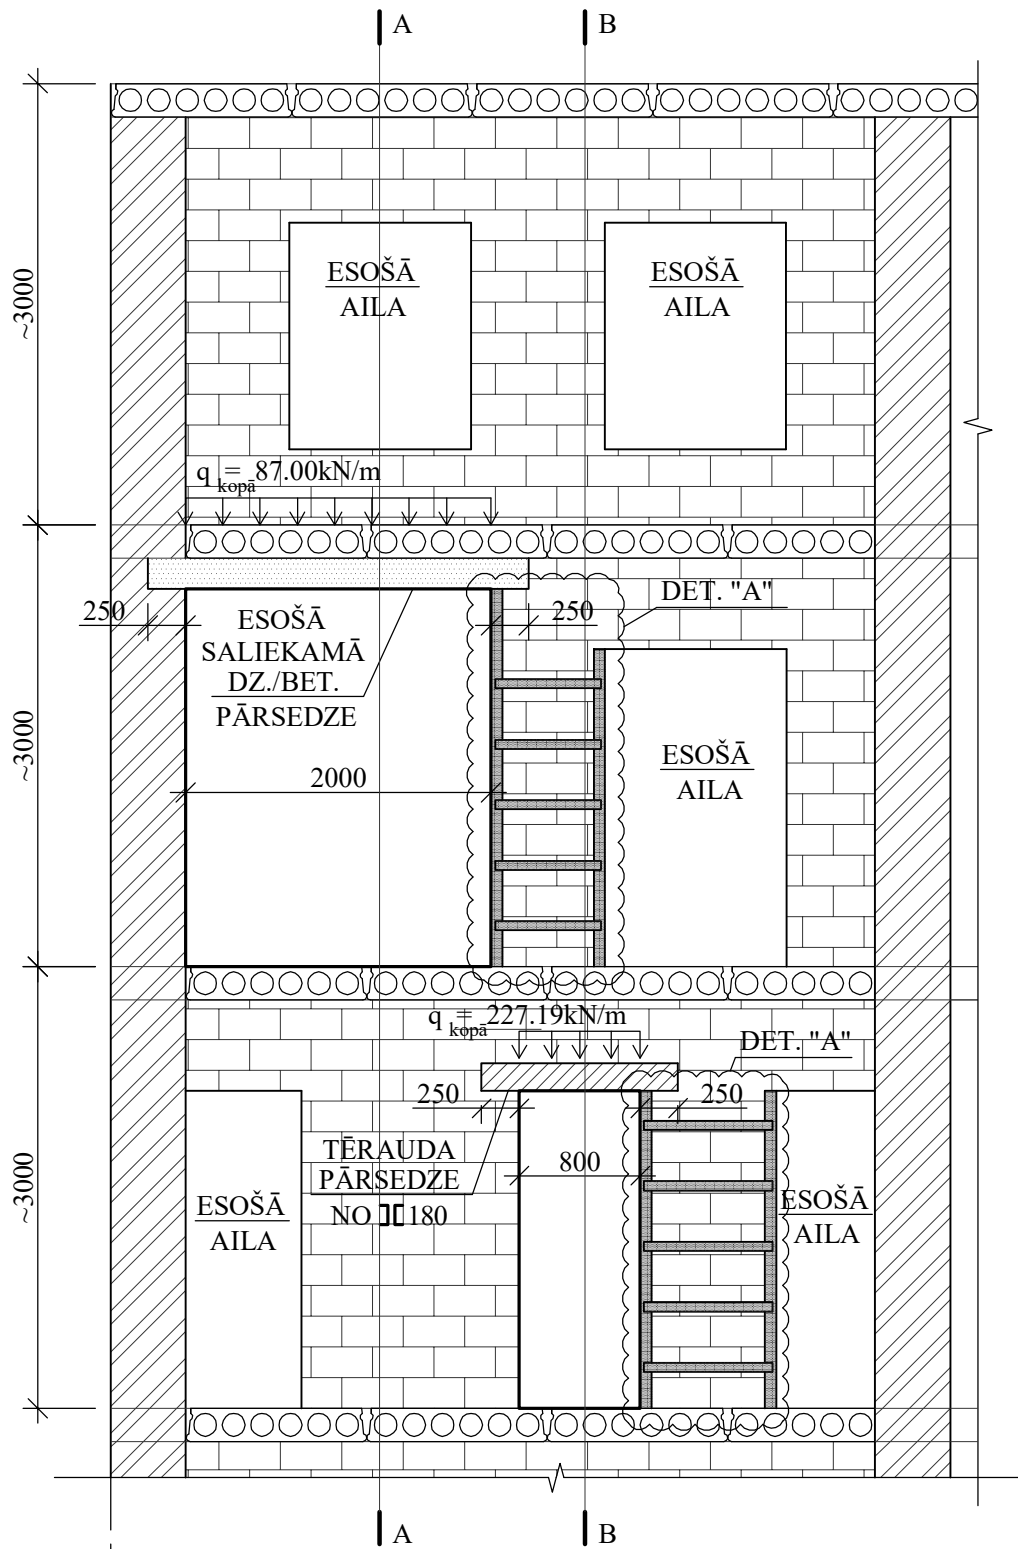 A
B
~3000
ESOŠĀ
AILA
ESOŠĀ
AILA
q kopā = 87.00kN/m
DET. "A"
250
250
ESOŠĀ
SALIEKAMĀ
DZ./BET.
PĀRSEDZE
~3000
2000
ESOŠĀ
AILA
q kopā = 227.19kN/m
DET. "A"
250
250
TĒRAUDA
PĀRSEDZE
NO ][ 180
800
~3000
ESOŠĀ
AILA
ESOŠĀ
AILA
A
B